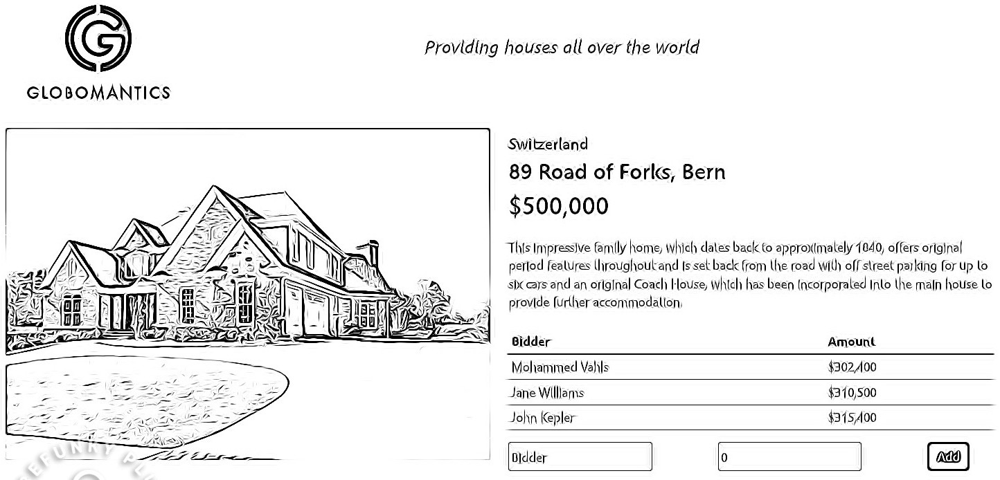 GLOBOMANTICS
Providing houses all over the world
Switzerland
89 Road of Forks, Bern
$500,000
This impressive family home, which dates back to approximately 1840, offers original
period features throughout and is set back from the road with off street parking for up to
six cars and an original Coach House, which has been incorporated into the main house to
provide further accommodation.
Bidder Amount
Mohammed Vahls $302,400
Jane Williams $310,500
John Kepler $315,400
Bidder 0 Add